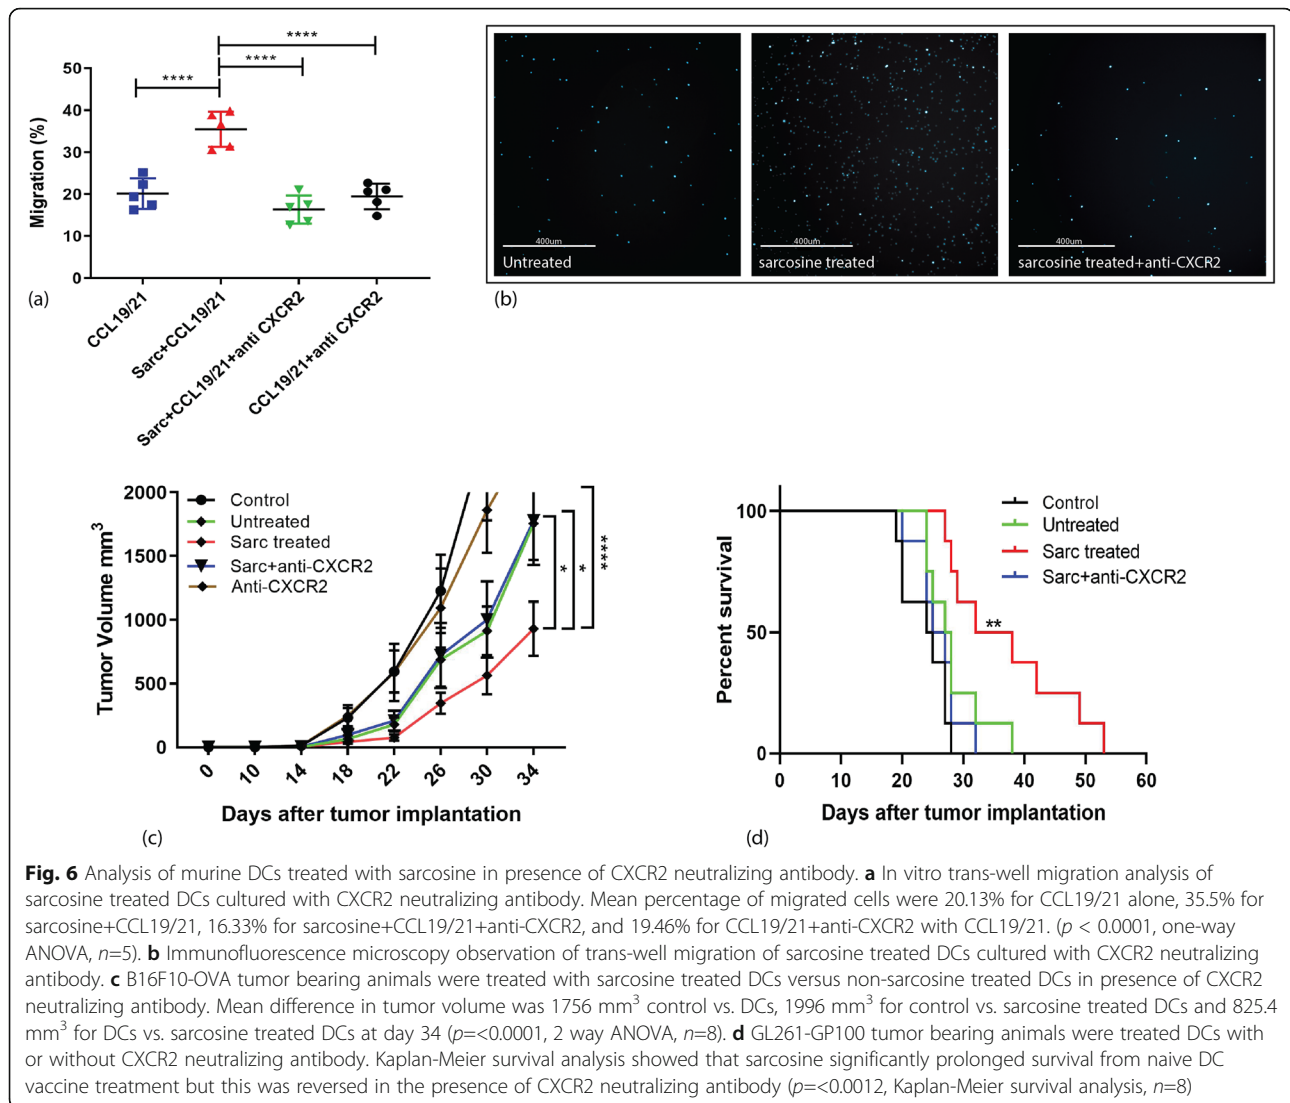 ****
****
****
50
40
30
20
10
0
Migration (%)
CCL19/21
Sarc+CCL19/21
Sarc+CCL19/21+anti CXCR2
CCL19/21+anti CXCR2
(a)
400um
Untreated
400um
sarcosine treated
400um
sarcosine treated+anti-CXCR2
(b)
2000
1500
1000
500
0
Tumor Volume mm³
Control
Untreated
Sarc treated
Sarc+anti-CXCR2
Anti-CXCR2
*
*
****
0
10
14
18
22
26
30
34
Days after tumor implantation
(c)
100
50
0
Percent survival
Control
Untreated
Sarc treated
Sarc+anti-CXCR2
**
0
10
20
30
40
50
60
Days after tumor implantation
(d)
Fig. 6 Analysis of murine DCs treated with sarcosine in presence of CXCR2 neutralizing antibody. a In vitro trans-well migration analysis of
sarcosine treated DCs cultured with CXCR2 neutralizing antibody. Mean percentage of migrated cells were 20.13% for CCL19/21 alone, 35.5% for
sarcosine+CCL19/21, 16.33% for sarcosine+CCL19/21+anti-CXCR2, and 19.46% for CCL19/21+anti-CXCR2 with CCL19/21. (p < 0.0001, one-way
ANOVA, n=5). b Immunofluorescence microscopy observation of trans-well migration of sarcosine treated DCs cultured with CXCR2 neutralizing
antibody. c B16F10-OVA tumor bearing animals were treated with sarcosine treated DCs versus non-sarcosine treated DCs in presence of CXCR2
neutralizing antibody. Mean difference in tumor volume was 1756 mm³ control vs. DCs, 1996 mm³ for control vs. sarcosine treated DCs and 825.4
mm³ for DCs vs. sarcosine treated DCs at day 34 (p=<0.0001, 2 way ANOVA, n=8). d GL261-GP100 tumor bearing animals were treated DCs with
or without CXCR2 neutralizing antibody. Kaplan-Meier survival analysis showed that sarcosine significantly prolonged survival from naive DC
vaccine treatment but this was reversed in the presence of CXCR2 neutralizing antibody (p=<0.0012, Kaplan-Meier survival analysis, n=8)